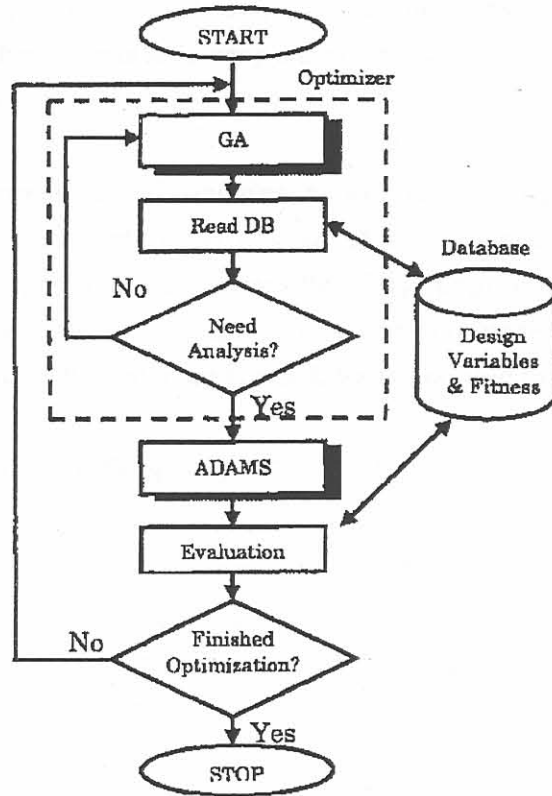 START
Optimizer
GA
Read DB
Database
No
Need
Analysis?
Design
Variables
& Fitness
Yes
ADAMS
Evaluation
No
Finished
Optimization?
Yes
STOP